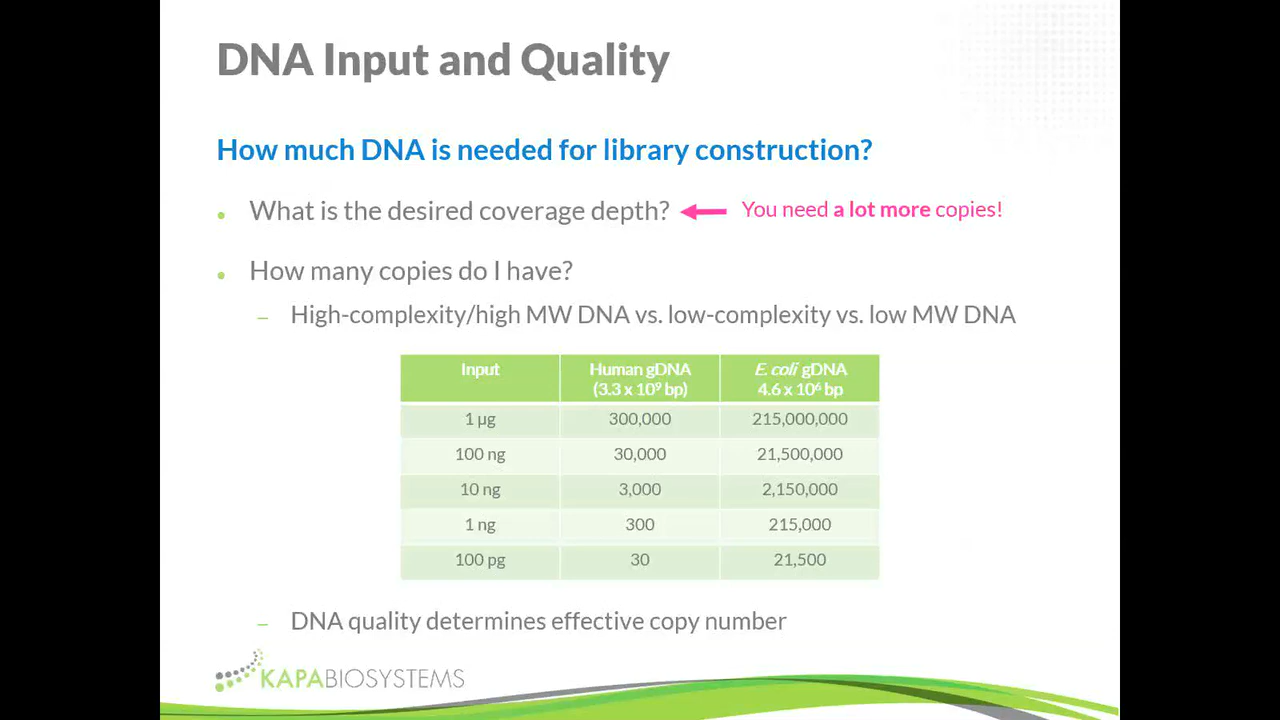 DNA Input and Quality
How much DNA is needed for library construction?
• What is the desired coverage depth? You need a lot more copies!
• How many copies do I have?
– High-complexity/high MW DNA vs. low-complexity vs. low MW DNA
Input Human gDNA (3.3 x 10⁹ bp) E. coli gDNA 4.6 x 10⁶ bp
1 µg 300,000 215,000,000
100 ng 30,000 21,500,000
10 ng 3,000 2,150,000
1 ng 300 215,000
100 pg 30 21,500
– DNA quality determines effective copy number
KAPABIOSYSTEMS